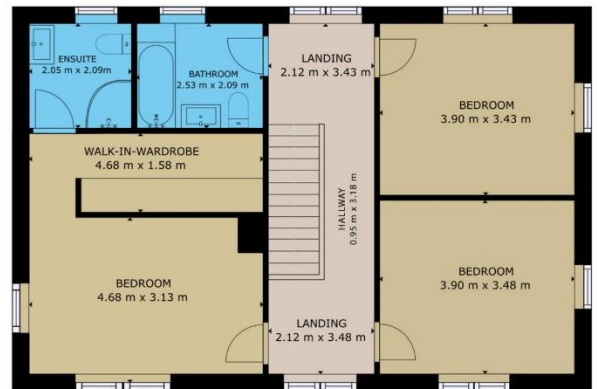 ENSUITE
2.05 m x 2.09m
BATHROOM
2.53 m x 2.09 m
LANDING
2.12 m x 3.43 m
BEDROOM
3.90 m x 3.43 m
WALK-IN-WARDROBE
4.68 m x 1.58 m
HALLWAY
0.95 m x 3.18 m
BEDROOM
4.68 m x 3.13 m
LANDING
2.12 m x 3.48 m
BEDROOM
3.90 m x 3.48 m